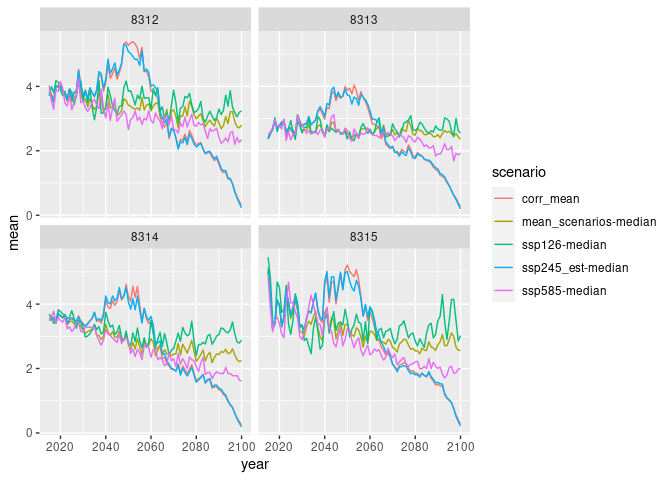 8312
8313
4
2
0
8314
8315
4
2
0
2020
2040
2060
2080
2100
2020
2040
2060
2080
2100
year
mean
scenario
corr_mean
mean_scenarios-median
ssp126-median
ssp245_est-median
ssp585-median